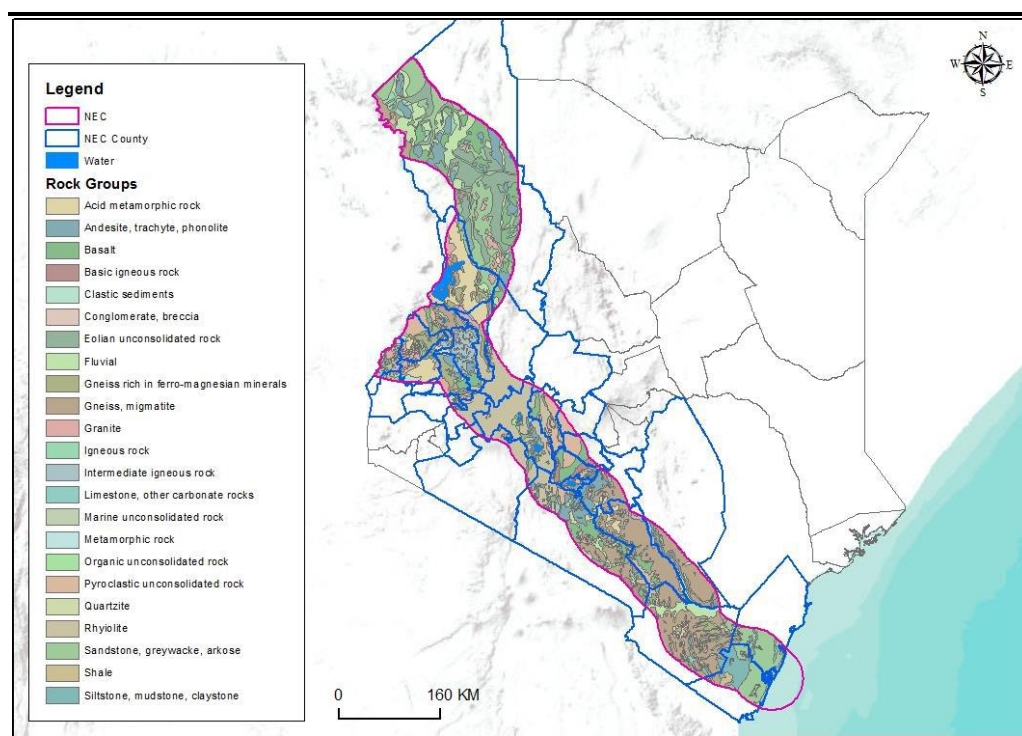 N
W E
S
Legend
NEC
NEC County
Water
Rock Groups
Acid metamorphic rock
Andesite, trachyte, phonolite
Basalt
Basic igneous rock
Clastic sediments
Conglomerate, breccia
Eolian unconsolidated rock
Fluvial
Gneiss rich in ferro-magnesian minerals
Gneiss, migmatite
Granite
Igneous rock
Intermediate igneous rock
Limestone, other carbonate rocks
Marine unconsolidated rock
Metamorphic rock
Organic unconsolidated rock
Pyroclastic unconsolidated rock
Quartzite
Rhyiolite
Sandstone, greywacke, arkose
Shale
Siltstone, mudstone, claystone
0 160 KM